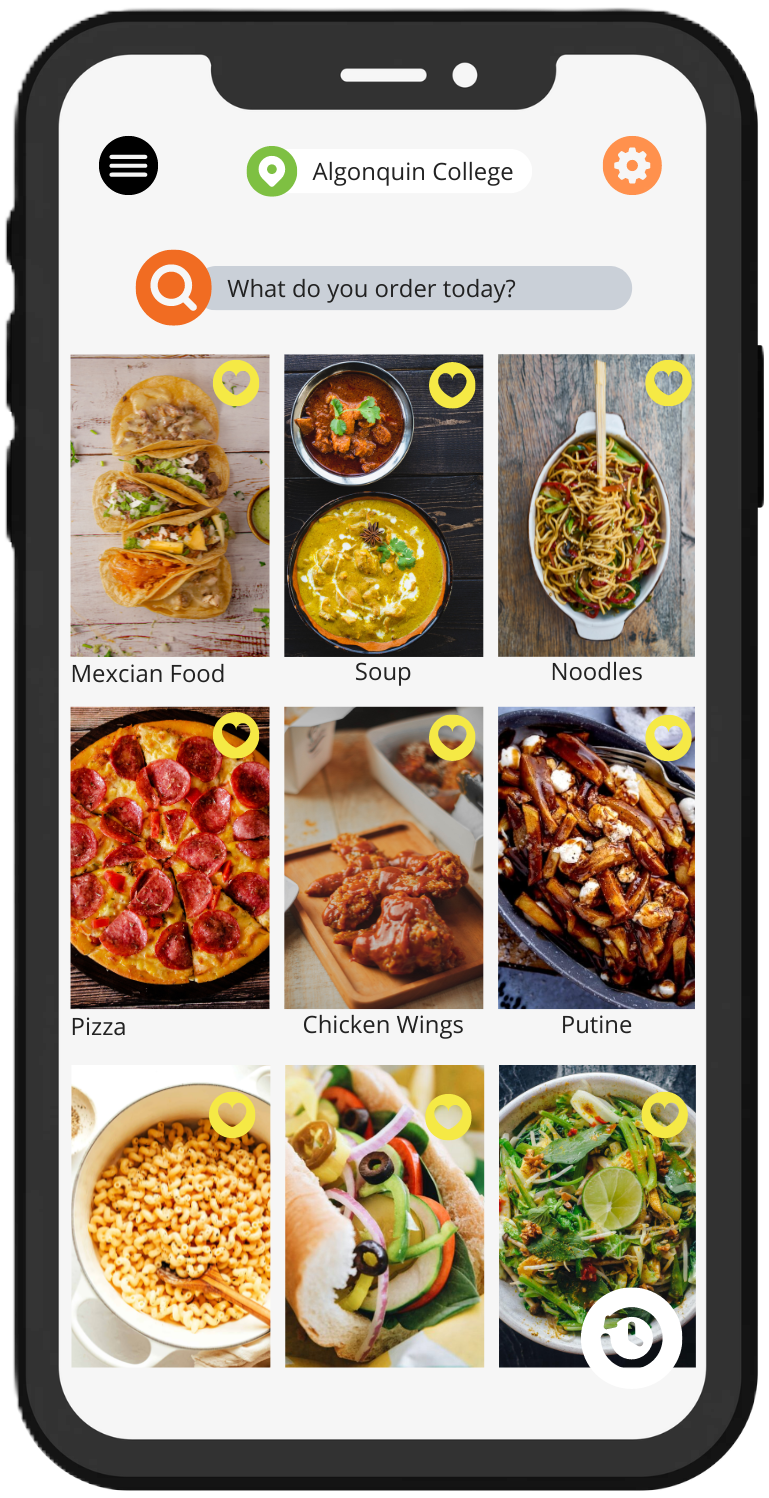 Algonquin College
What do you order today?
Mexcian Food
Soup
Noodles
Pizza
Chicken Wings
Putine